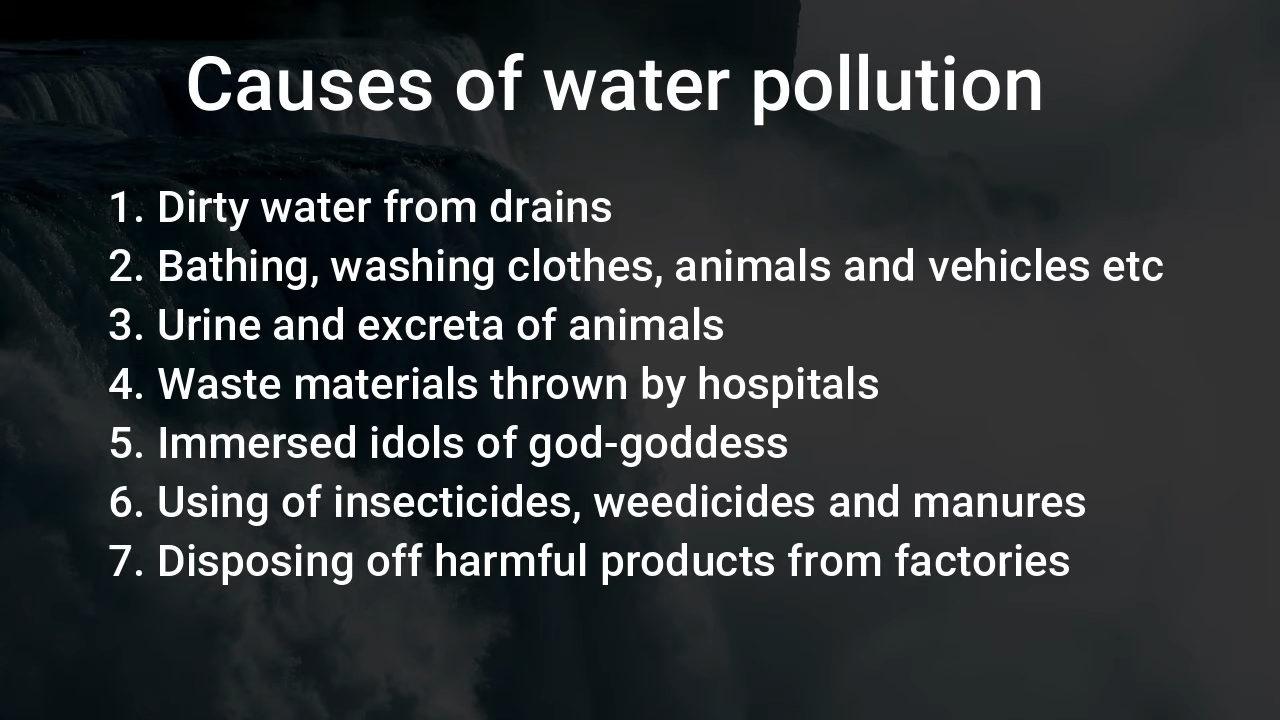 Causes of water pollution
1. Dirty water from drains
2. Bathing, washing clothes, animals and vehicles etc
3. Urine and excreta of animals
4. Waste materials thrown by hospitals
5. Immersed idols of god-goddess
6. Using of insecticides, weedicides and manures
7. Disposing off harmful products from factories